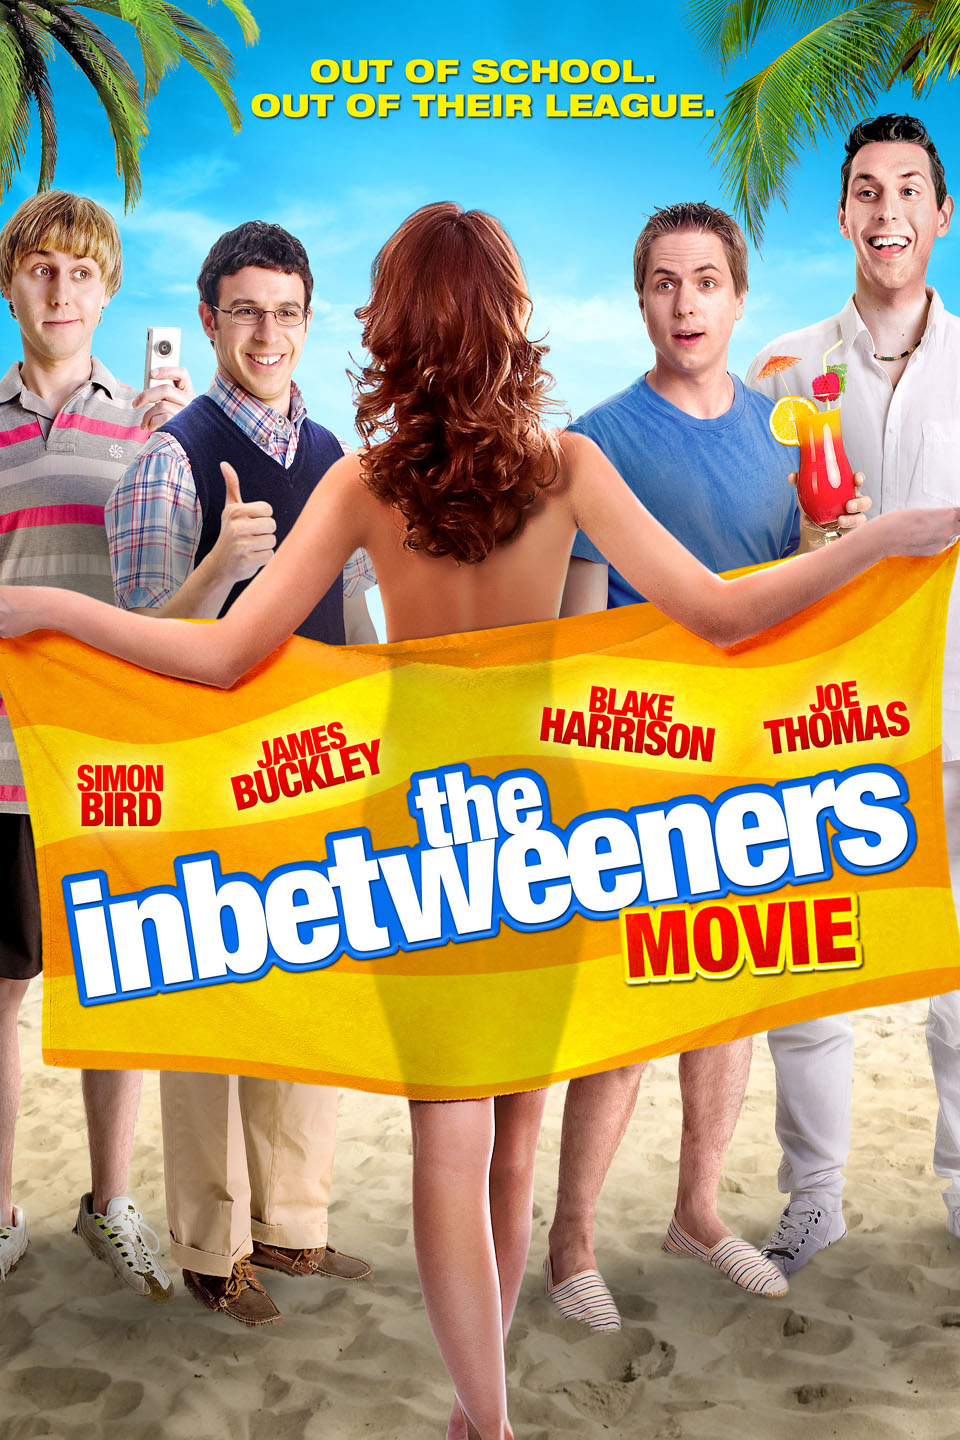 OUT OF SCHOOL.
OUT OF THEIR LEAGUE.
SIMON
BIRD
JAMES
BUCKLEY
BLAKE
HARRISON
JOE
THOMAS
the
inbetweeners
MOVIE